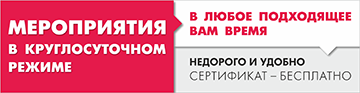 МЕРОПРИЯТИЯ
В КРУГЛОСУТОЧНОМ
РЕЖИМЕ
В ЛЮБОЕ ПОДХОДЯЩЕЕ
ВАМ ВРЕМЯ
НЕДОРОГО И УДОБНО
СЕРТИФИКАТ – БЕСПЛАТНО